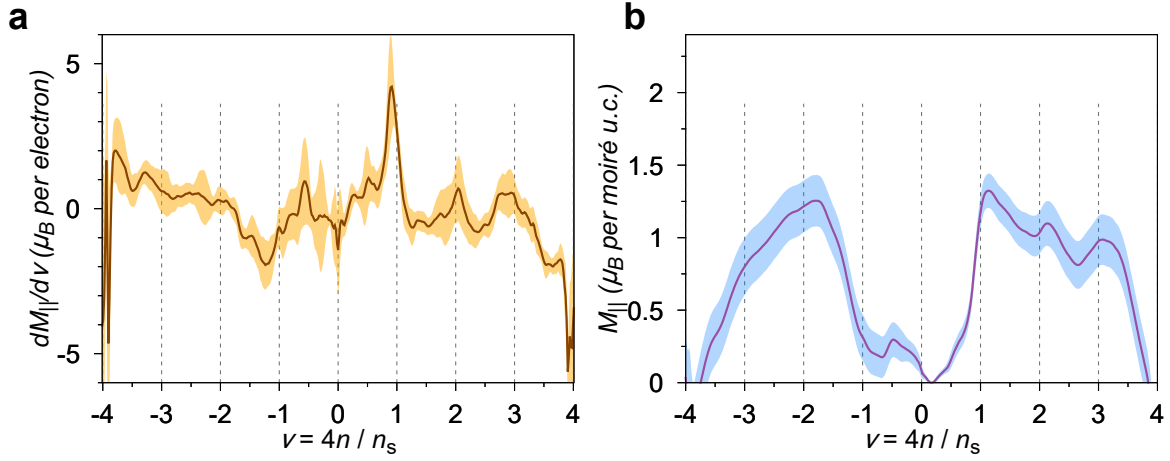 a
b
dM||/dν (μB per electron)
5
0
-5
-4 -3 -2 -1 0 1 2 3 4
ν = 4n / ns
M|| (μB per moiré u.c.)
2
1.5
1
0.5
0
-4 -3 -2 -1 0 1 2 3 4
ν = 4n / ns